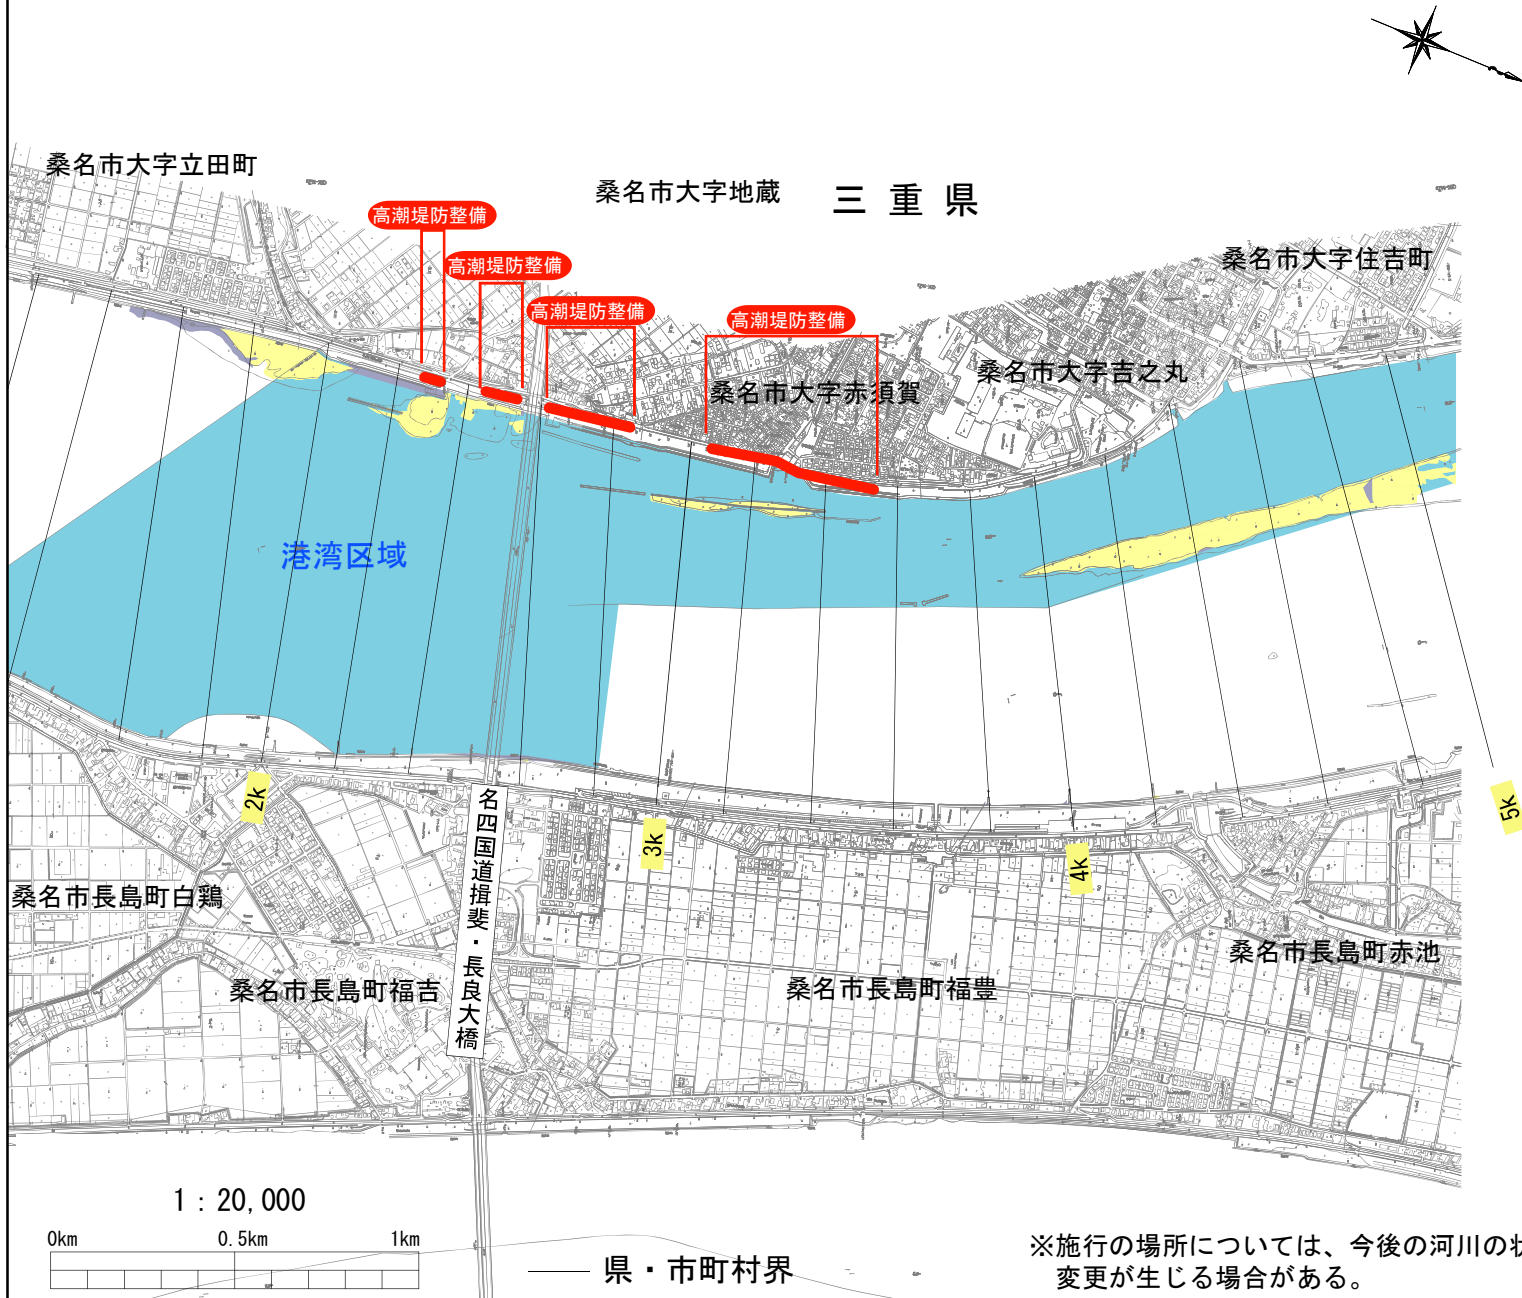 桑名市大字立田町
桑名市大字地蔵
三重県
高潮堤防整備
高潮堤防整備
高潮堤防整備
高潮堤防整備
桑名市大字住吉町
桑名市大字吉之丸
桑名市大字赤須賀
港湾区域
2k
3k
4k
5k
名四国道揖斐・長良大橋
桑名市長島町白鶏
桑名市長島町福吉
桑名市長島町福豊
桑名市長島町赤池
1:20,000
0km 0.5km 1km
県・市町村界
※施行の場所については、今後の河川の状
変更が生じる場合がある。